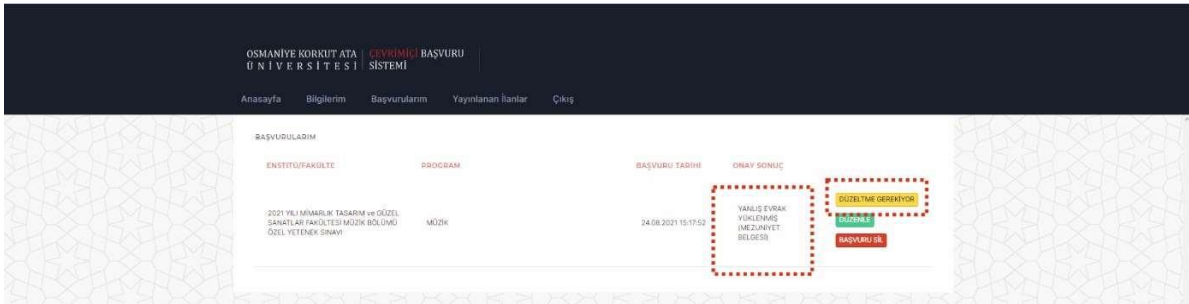 OSMANİYE KORKUT ATA ÇEVRİMİÇİ BAŞVURU
ÜNİVERSİTESİ SİSTEMİ
Anasayfa Bilgilerim Başvurularım Yayınlanan İlanlar Çıkış
BAŞVURULARIM
ENSTİTÜ/FAKÜLTE PROGRAM BAŞVURU TARİHİ ONAY SONUÇ
2021 YILI MİMARLIK TASARIM ve GÜZEL
SANATLAR FAKÜLTESİ MÜZİK BÖLÜMÜ
ÖZEL YETENEK SINAVI
MÜZİK
24.08.2021 15:17:52
YANLIŞ EVRAK
YÜKLENMİŞ
(MEZUNİYET
BELGESİ)
DÜZELTME GEREKİYOR
DÜZENLE
BAŞVURU SİL